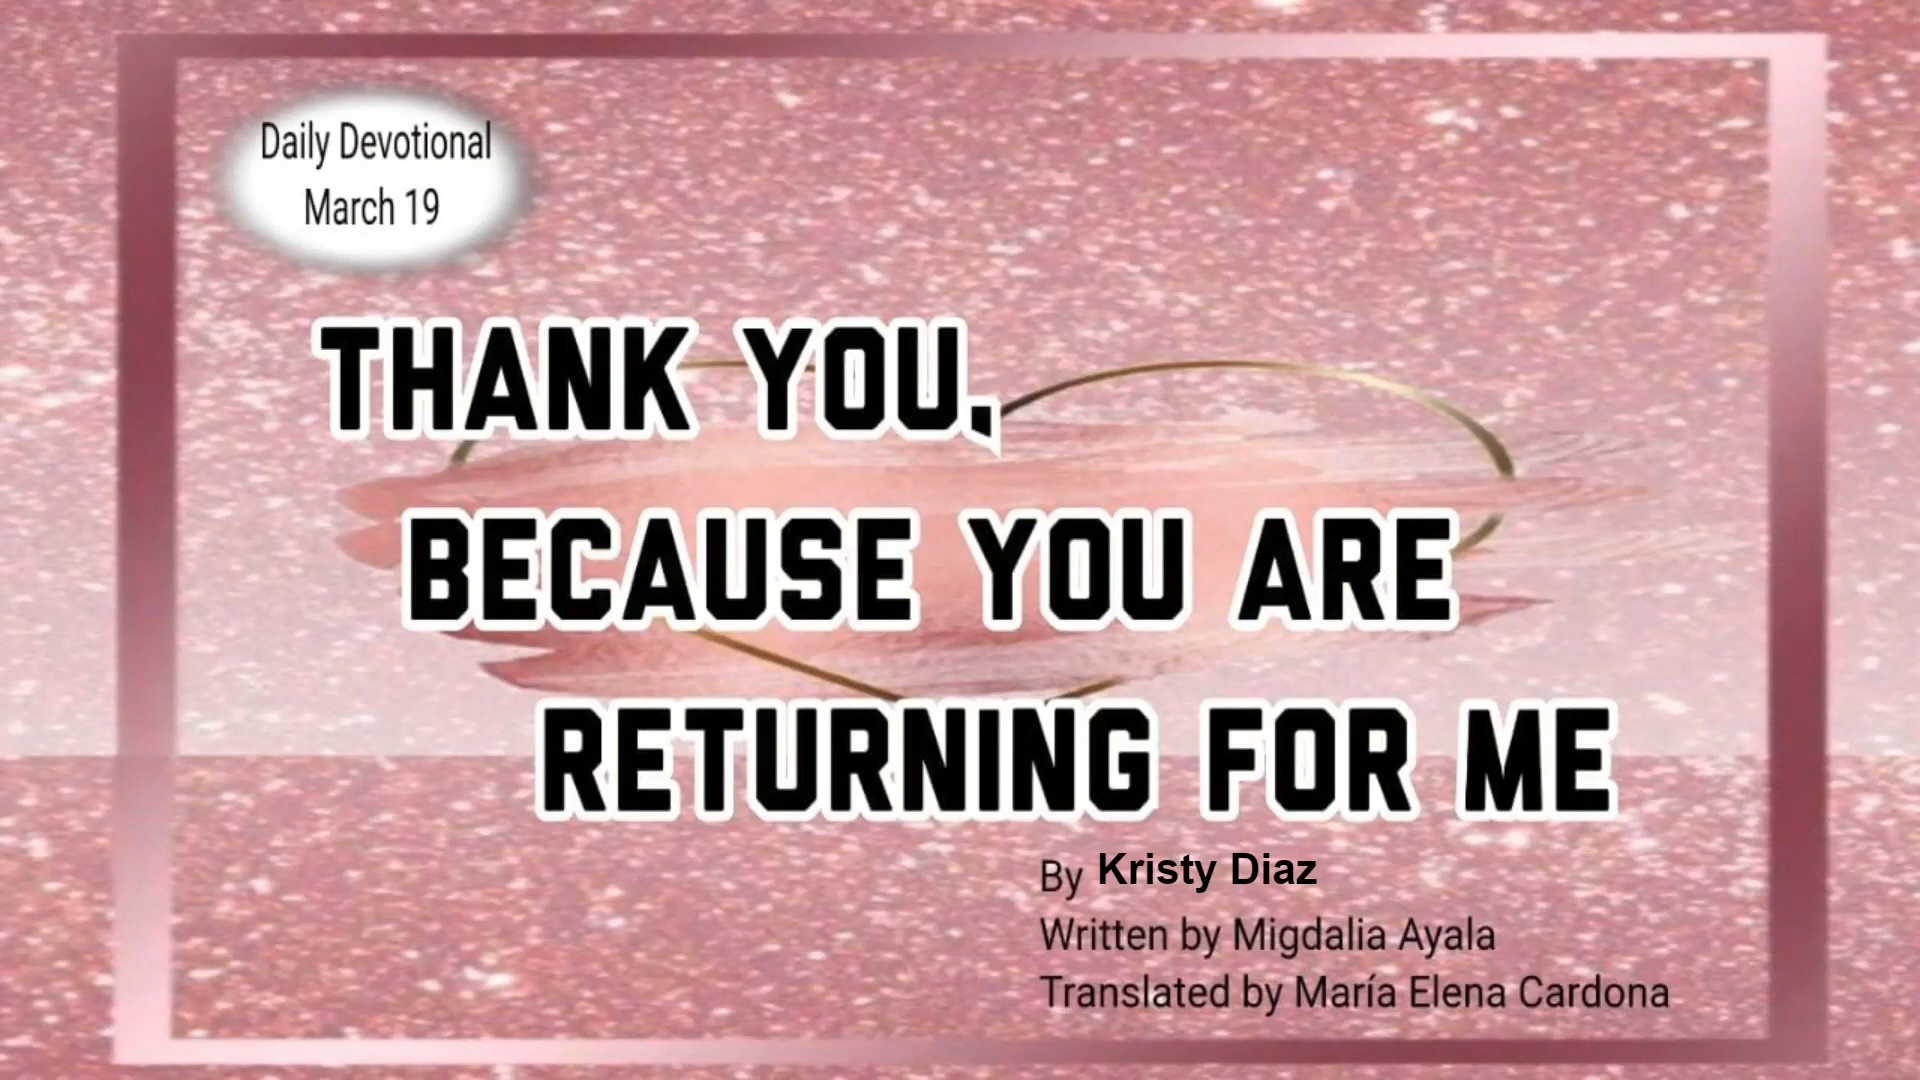 Daily Devotional
March 19
THANK YOU,
BECAUSE YOU ARE
RETURNING FOR ME
By Kristy Diaz
Written by Migdalia Ayala
Translated by María Elena Cardona